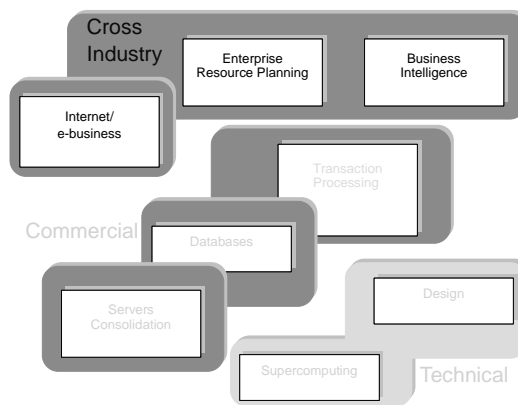 Cross
Industry
Enterprise
Resource Planning
Business
Intelligence
Internet/
e-business
Transaction
Processing
Commercial
Databases
Servers
Consolidation
Design
Supercomputing
Technical